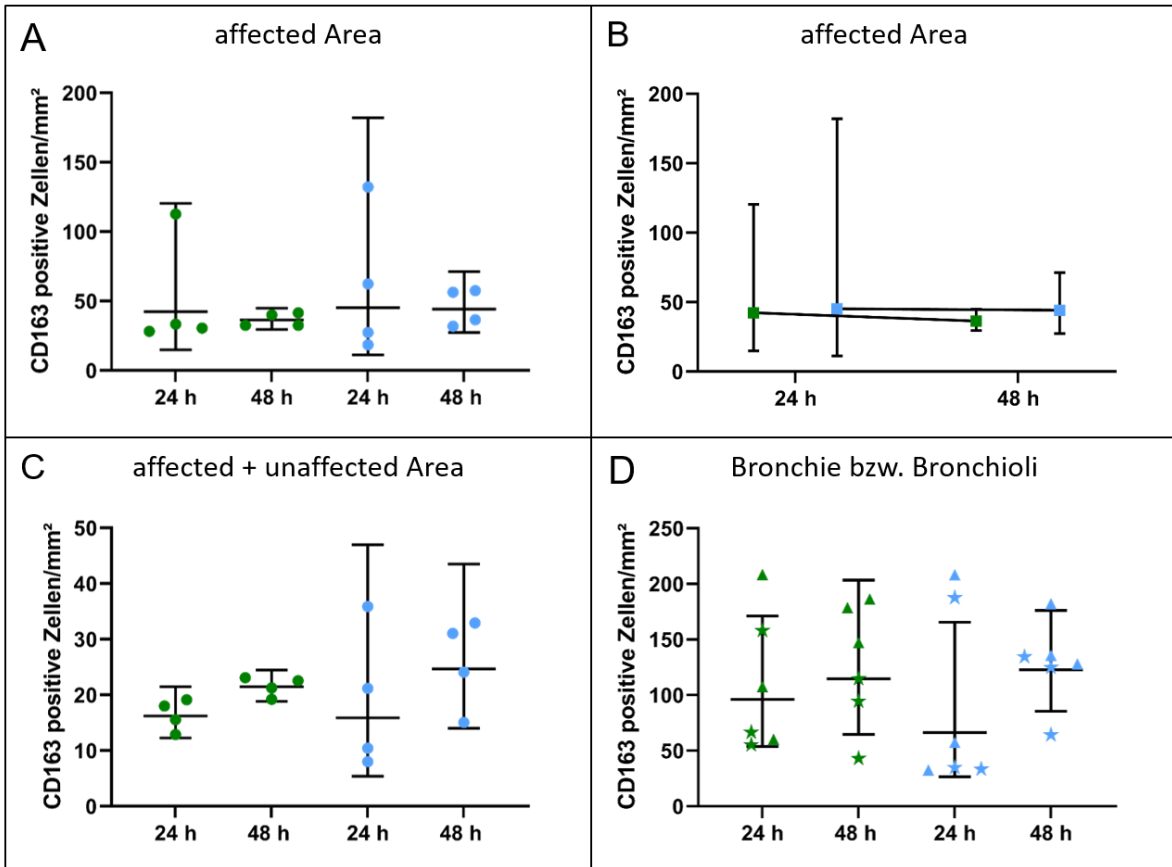 A
affected Area
CD163 positive Zellen/mm²
200
150
100
50
0
24 h 48 h 24 h 48 h
B
affected Area
CD163 positive Zellen/mm²
200
150
100
50
0
24 h 48 h
C
affected + unaffected Area
CD163 positive Zellen/mm²
50
40
30
20
10
0
24 h 48 h 24 h 48 h
D
Bronchie bzw. Bronchioli
CD163 positive Zellen/mm²
250
200
150
100
50
0
24 h 48 h 24 h 48 h